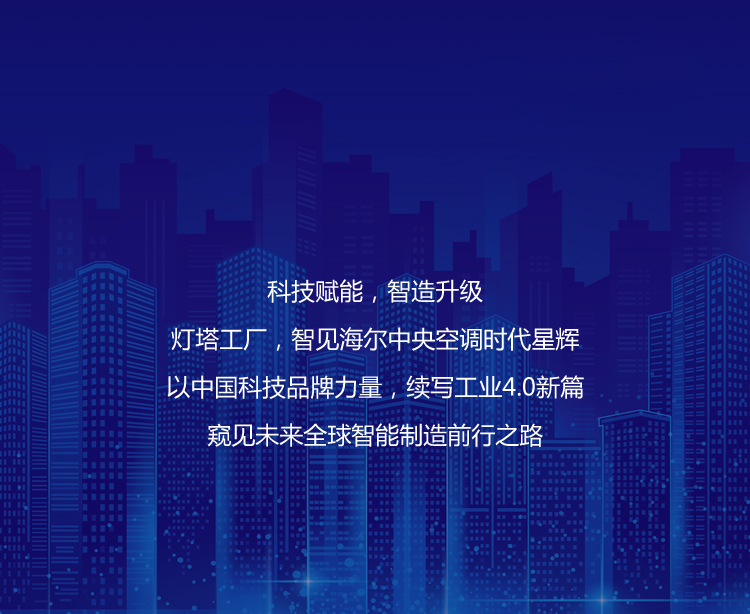 科技赋能，智造升级
灯塔工厂，智见海尔中央空调时代星辉
以中国科技品牌力量，续写工业4.0新篇
窥见未来全球智能制造前行之路